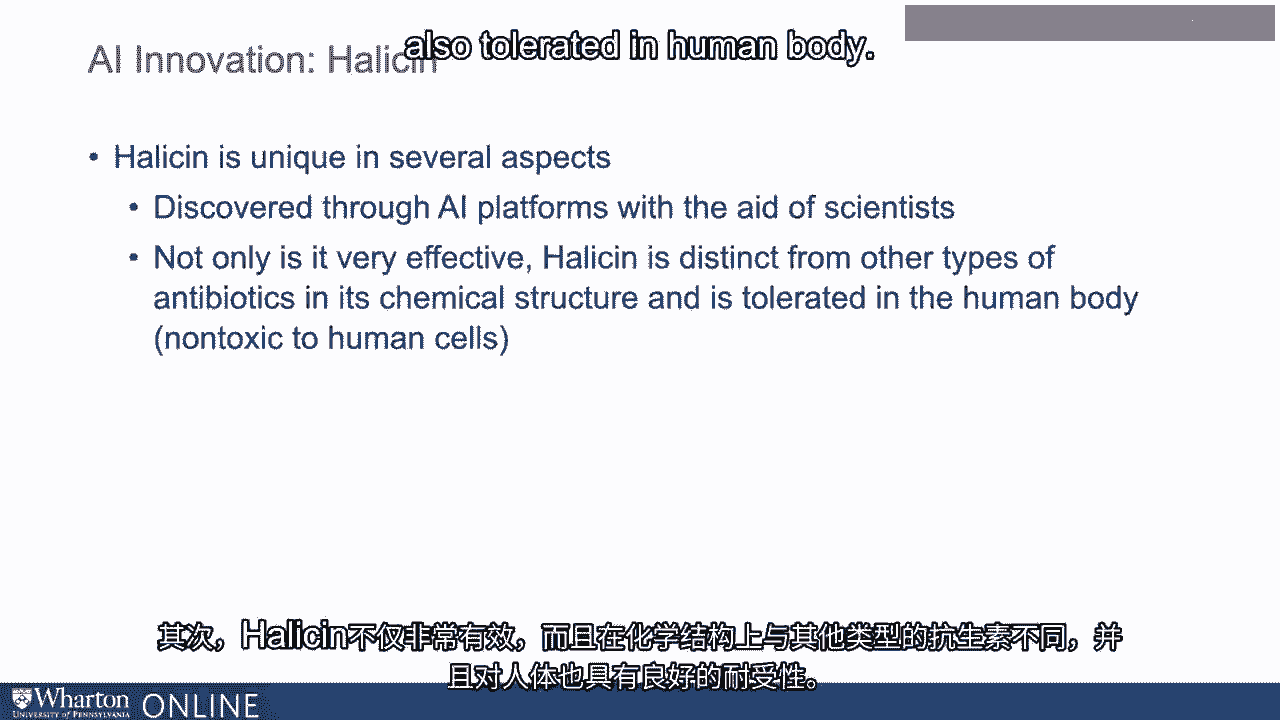 also tolerated in human body.
AI Innovation: Halicin
• Halicin is unique in several aspects
• Discovered through AI platforms with the aid of scientists
• Not only is it very effective, Halicin is distinct from other types of
antibiotics in its chemical structure and is tolerated in the human body
(nontoxic to human cells)
其次，Halicin不仅非常有效，而且在化学结构上与其他类型的抗生素不同，并
且对人体也具有良好的耐受性。
Wharton
UNIVERSITY of PENNSYLVANIA
ONLINE